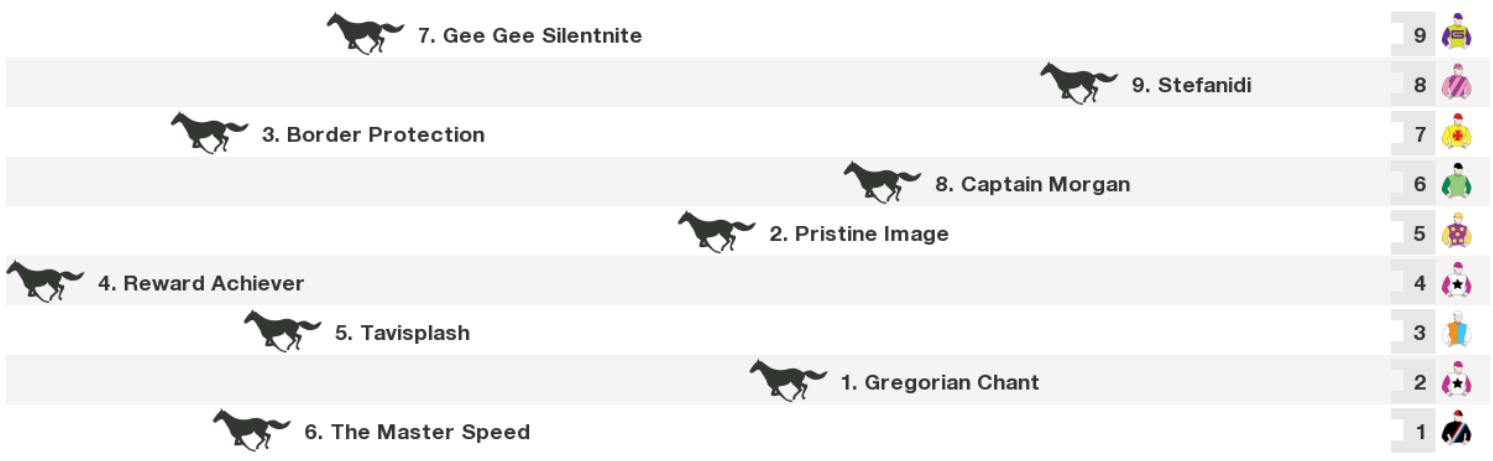 7. Gee Gee Silentnite 9
9. Stefanidi 8
3. Border Protection 7
8. Captain Morgan 6
2. Pristine Image 5
4. Reward Achiever 4
5. Tavisplash 3
1. Gregorian Chant 2
6. The Master Speed 1